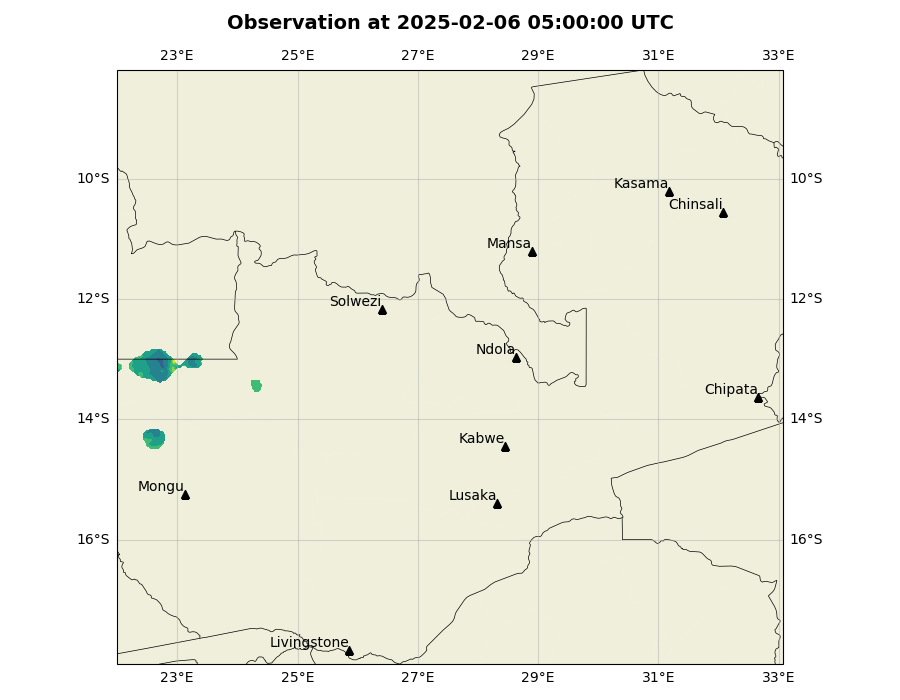 Observation at 2025-02-06 05:00:00 UTC
23°E 25°E 27°E 29°E 31°E 33°E
10°S 10°S
Kasama
Chinsali
Mansa
12°S 12°S
Solwezi
Ndola
Chipata
14°S 14°S
Kabwe
Mongu
Lusaka
16°S 16°S
Livingstone
23°E 25°E 27°E 29°E 31°E 33°E